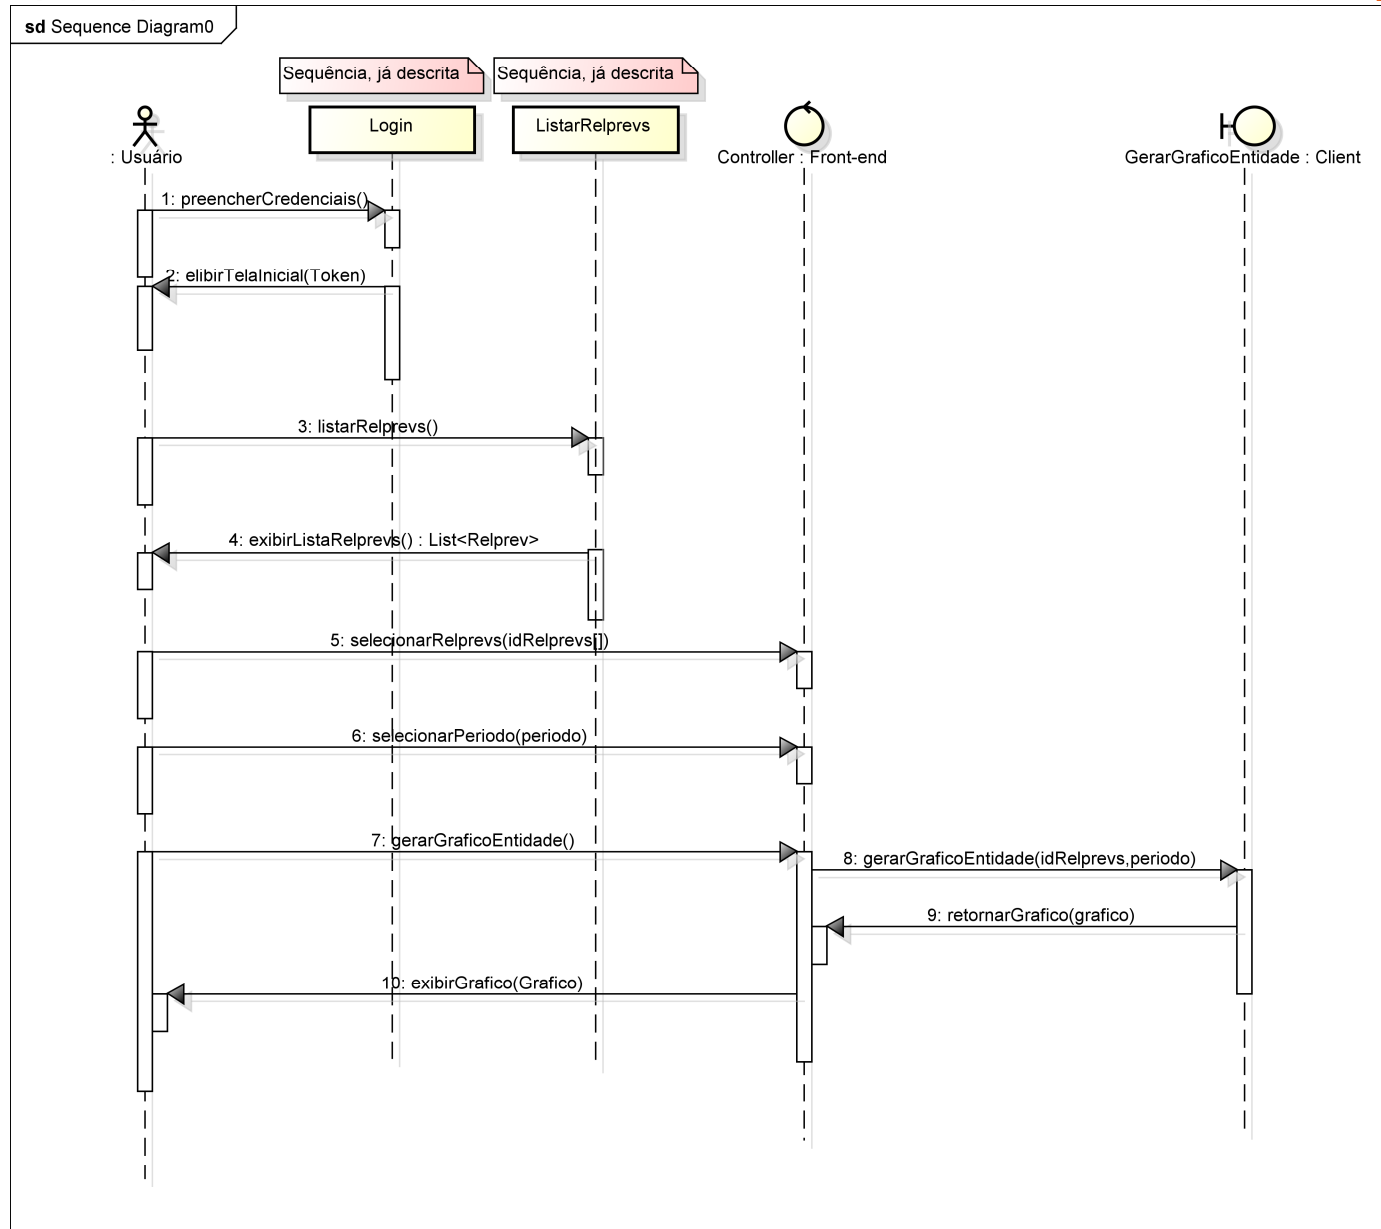 sd Sequence Diagram0
Sequência, já descrita
Sequência, já descrita
: Usuário
Login
ListarRelprevs
Controller : Front-end
GerarGraficoEntidade : Client
1: preencherCredenciais()
2: elibirTelaInicial(Token)
3: listarRelprevs()
4: exibirListaRelprevs() : List<Relprev>
5: selecionarRelprevs(idRelprevs[])
6: selecionarPeriodo(periodo)
7: gerarGraficoEntidade()
8: gerarGraficoEntidade(idRelprevs,periodo)
9: retornarGrafico(grafico)
10: exibirGrafico(Grafico)